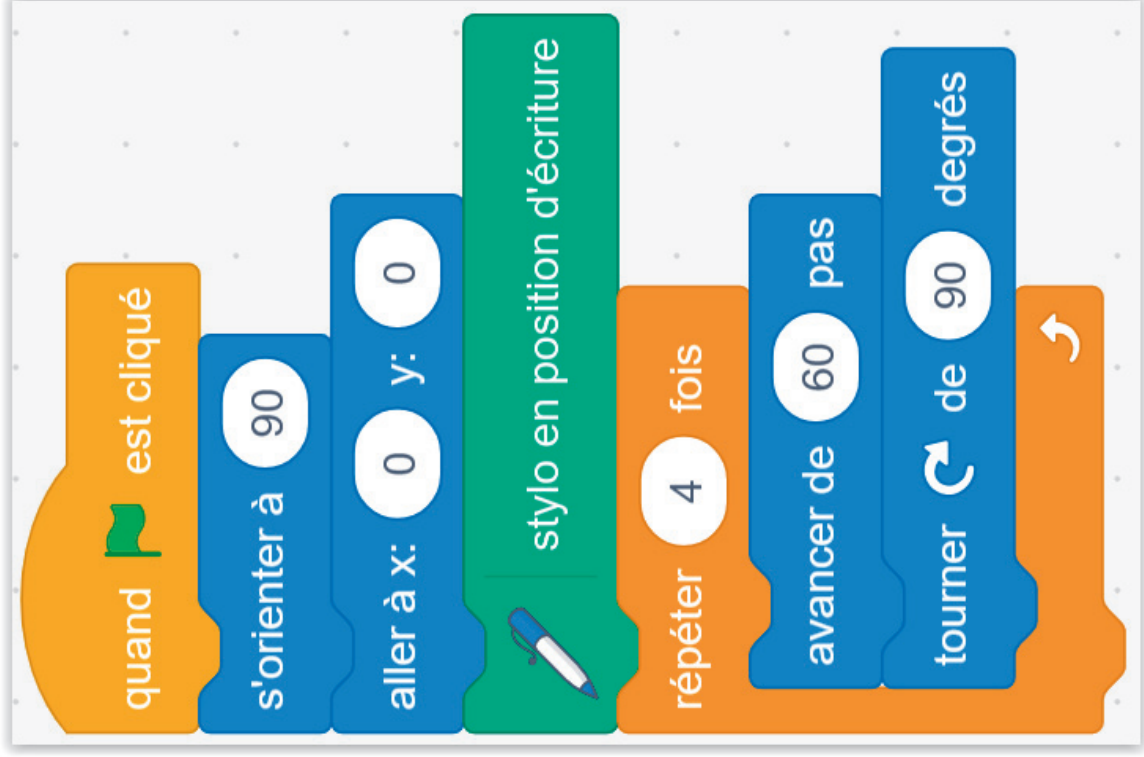 quand est cliqué
s'orienter à 90
aller à x: 0 y: 0
stylo en position d'écriture
répéter 4 fois
avancer de 60 pas
tourner de 90 degrés